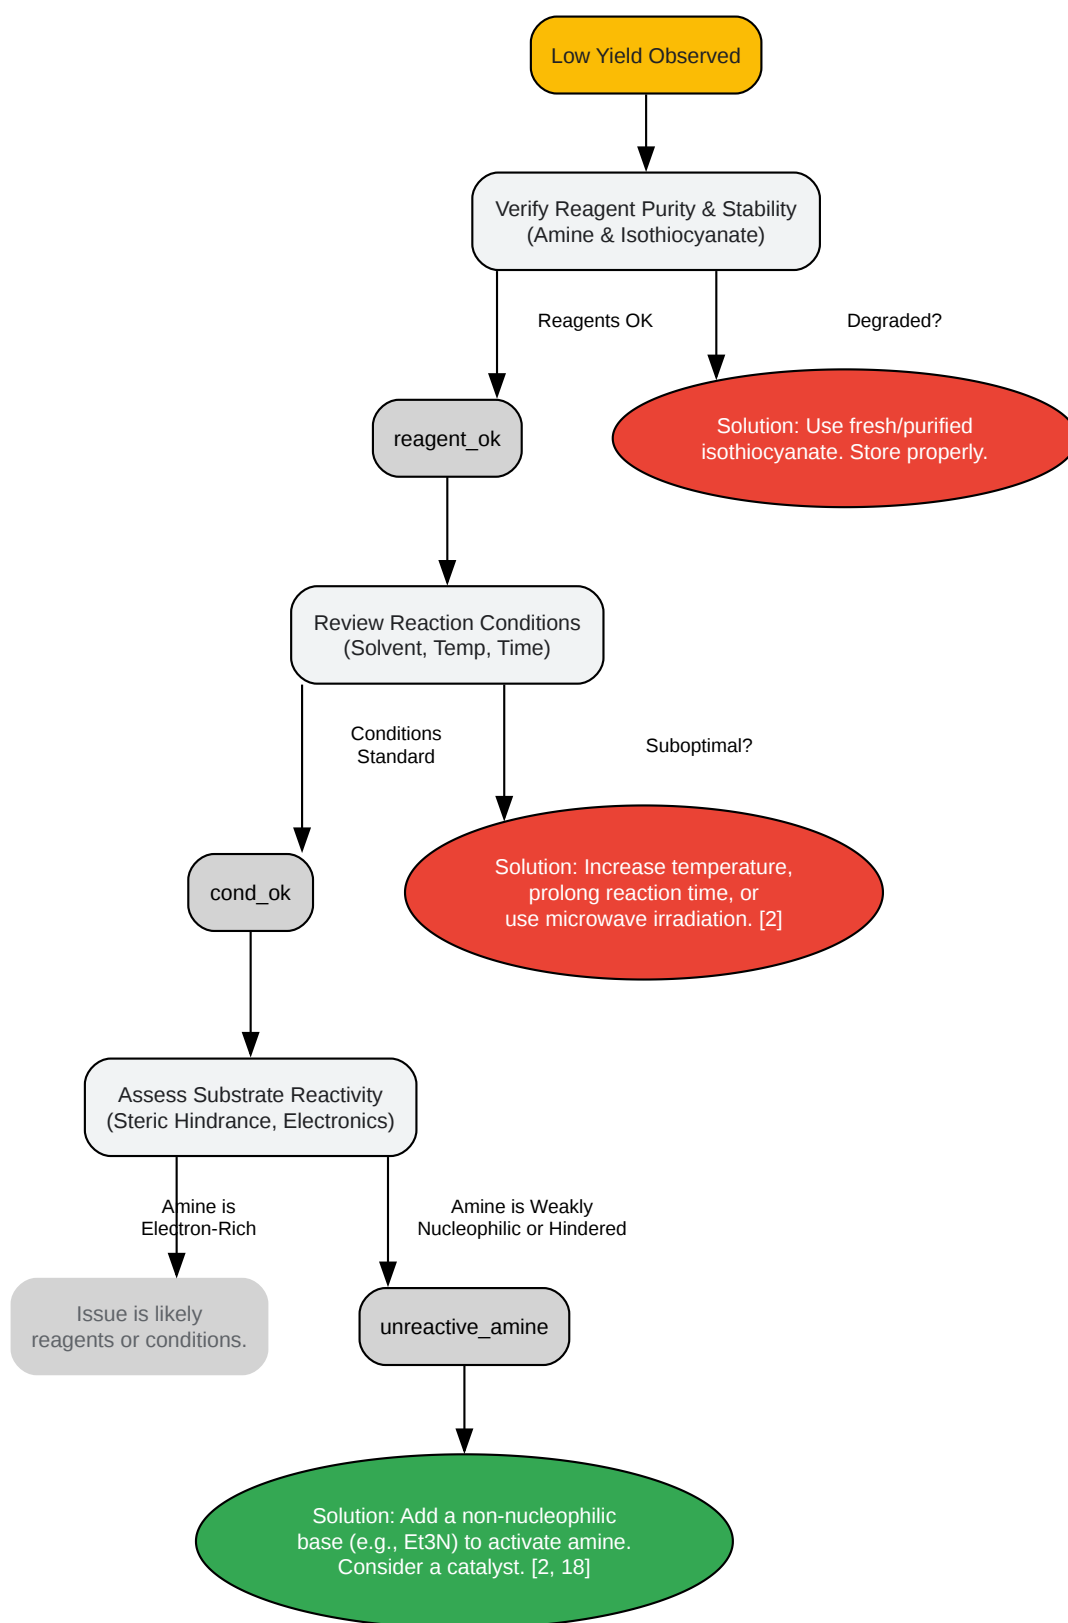 Low Yield Observed
Verify Reagent Purity & Stability
(Amine & Isothiocyanate)
Reagents OK
Degraded?
reagent_ok
Solution: Use fresh/purified
isothiocyanate. Store properly.
Review Reaction Conditions
(Solvent, Temp, Time)
Conditions
Standard
Suboptimal?
cond_ok
Solution: Increase temperature,
prolong reaction time, or
use microwave irradiation. [2]
Assess Substrate Reactivity
(Steric Hindrance, Electronics)
Amine is
Electron-Rich
Amine is Weakly
Nucleophilic or Hindered
Issue is likely
reagents or conditions.
unreactive_amine
Solution: Add a non-nucleophilic
base (e.g., Et3N) to activate amine.
Consider a catalyst. [2, 18]